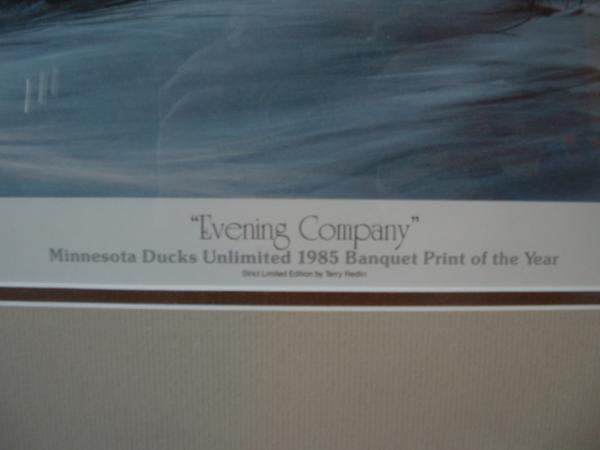 "Evening Company"
Minnesota Ducks Unlimited 1985 Banquet Print of the Year
Strict Limited Edition by Terry Redlin